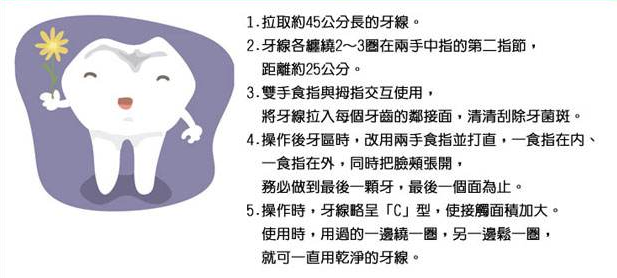 1.拉取約45公分長的牙線。
2.牙線各纏繞2～3圈在兩手中指的第二指節，
距離約25公分。
3.雙手食指與拇指交互使用，
將牙線拉入每個牙齒的鄰接面，清清刮除牙菌斑。
4.操作後牙區時，改用兩手食指並打直，一食指在內、
一食指在外，同時把臉頰張開，
務必做到最後一顆牙，最後一個面為止。
5.操作時，牙線略呈「C」型，使接觸面積加大。
使用時，用過的一邊繞一圈，另一邊鬆一圈，
就可一直用乾淨的牙線。